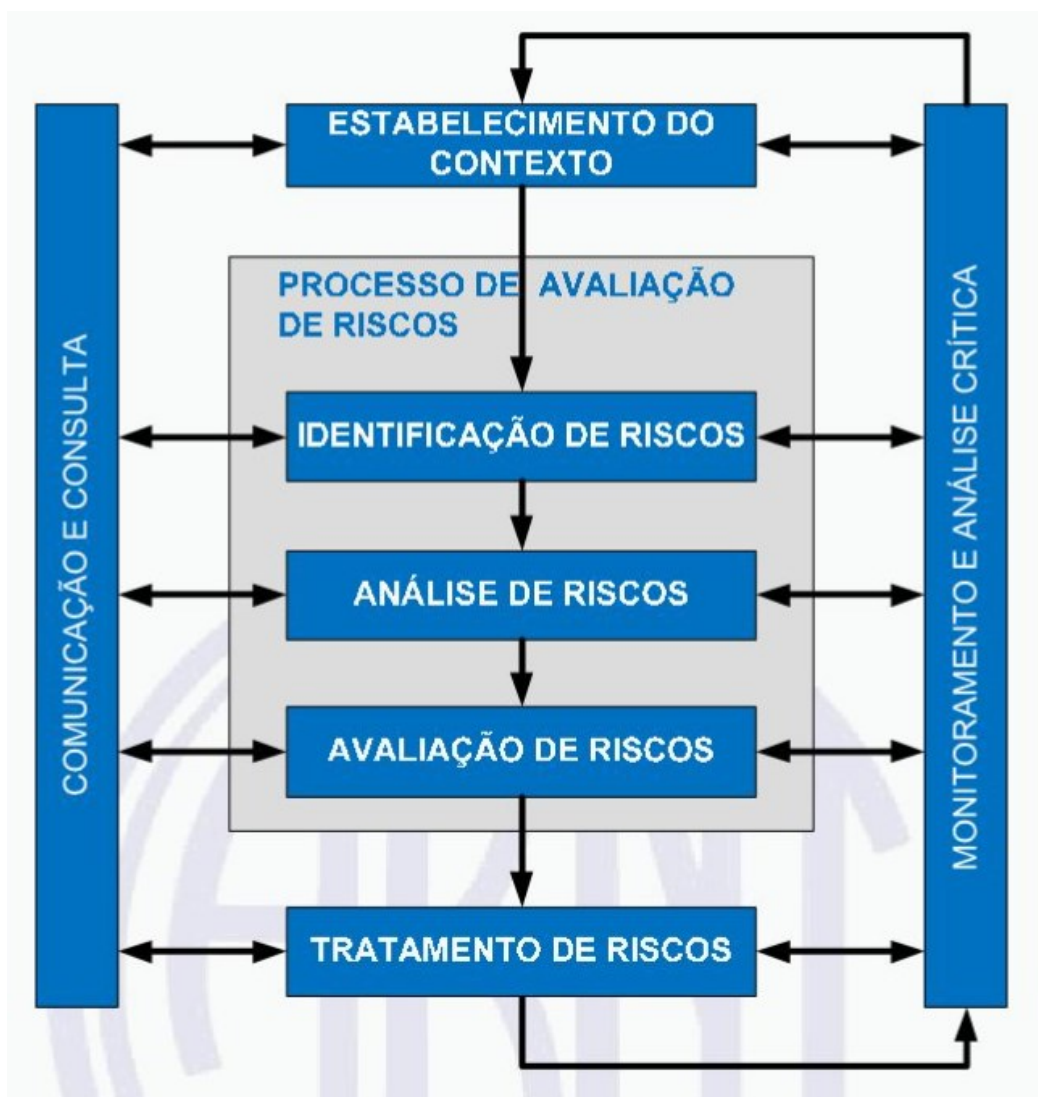 ESTABELECIMENTO DO
CONTEXTO
PROCESSO DE AVALIAÇÃO
DE RISCOS
IDENTIFICAÇÃO DE RISCOS
ANÁLISE DE RISCOS
AVALIAÇÃO DE RISCOS
TRATAMENTO DE RISCOS
COMUNICAÇÃO E CONSULTA
MONITORAMENTO E ANÁLISE CRÍTICA